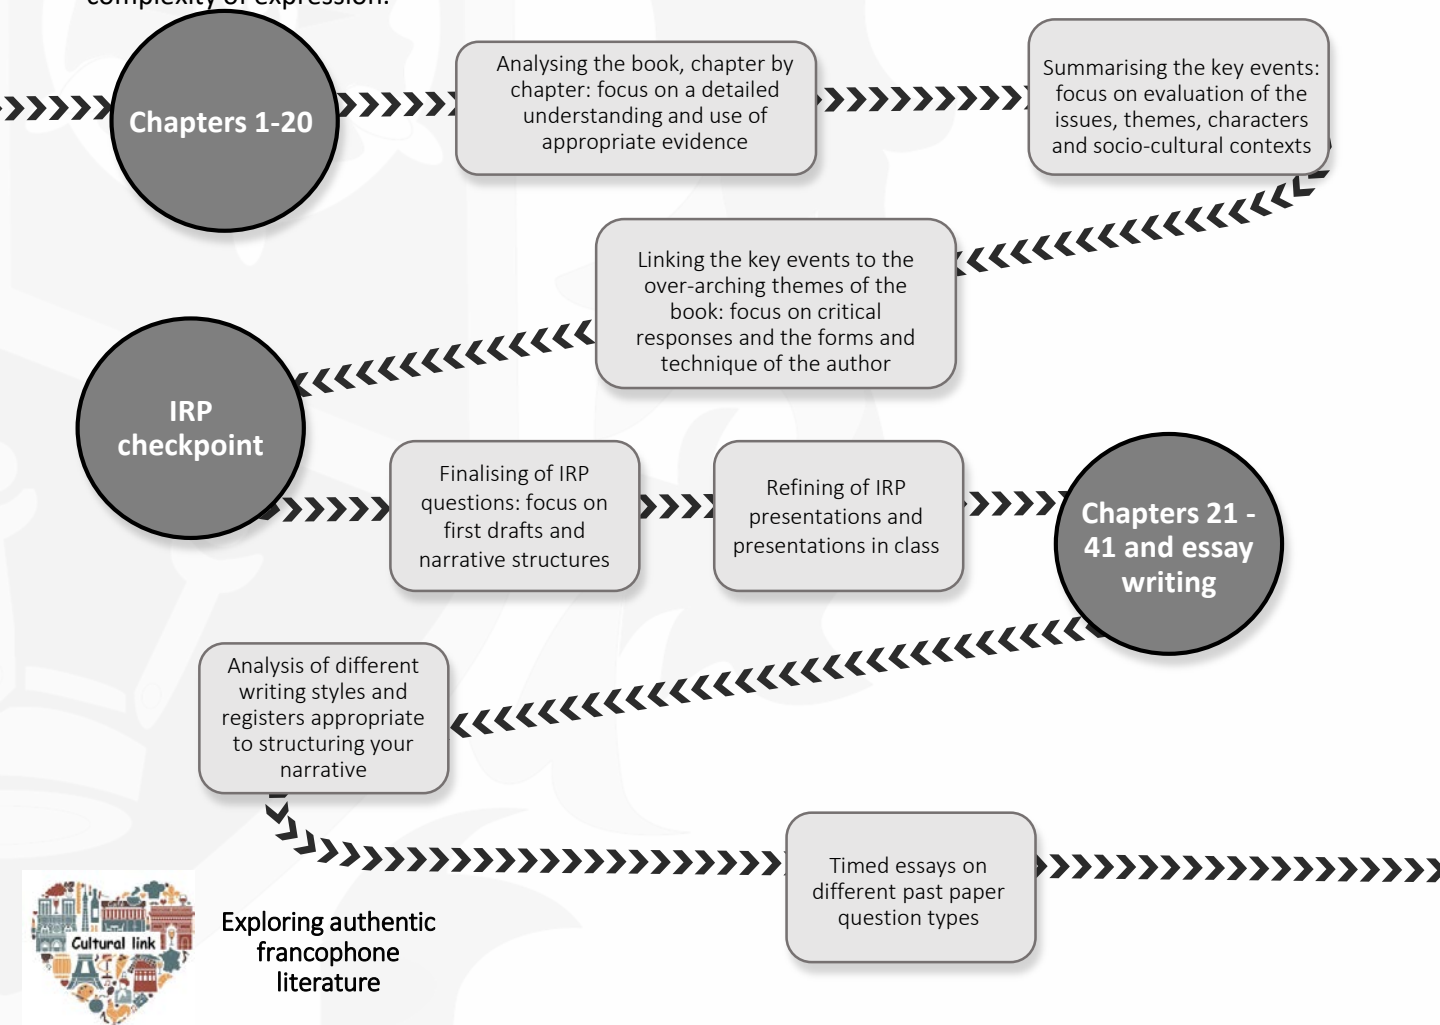 complexity of expression.
Chapters 1-20
Analysing the book, chapter by
chapter: focus on a detailed
understanding and use of
appropriate evidence
Summarising the key events:
focus on evaluation of the
issues, themes, characters
and socio-cultural contexts
Linking the key events to the
over-arching themes of the
book: focus on critical
responses and the forms and
technique of the author
IRP
checkpoint
Finalising of IRP
questions: focus on
first drafts and
narrative structures
Refining of IRP
presentations and
presentations in class
Chapters 21 -
41 and essay
writing
Analysis of different
writing styles and
registers appropriate
to structuring your
narrative
Timed essays on
different past paper
question types
Cultural link
Exploring authentic
francophone
literature